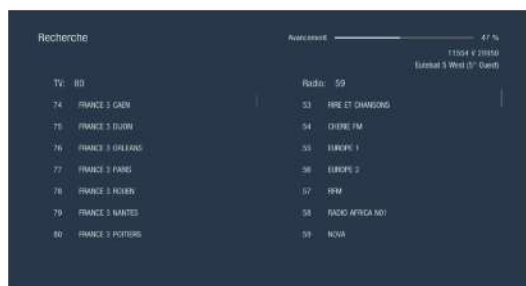 Recherche
Avancement 47 %
11554 V 29950
Eutelsat 5 West (5° Ouest)
TV: 80
Radio: 59
74 FRANCE 3 CAEN
75 FRANCE 3 DIJON
76 FRANCE 3 ORLEANS
77 FRANCE 3 PARIS
78 FRANCE 3 ROUEN
79 FRANCE 3 NANTES
80 FRANCE 3 POITIERS
53 RIRE ET CHANSONS
54 CHERIE FM
55 EUROPE 1
56 EUROPE 2
57 RFM
58 RADIO AFRICA NO1
59 NOVA